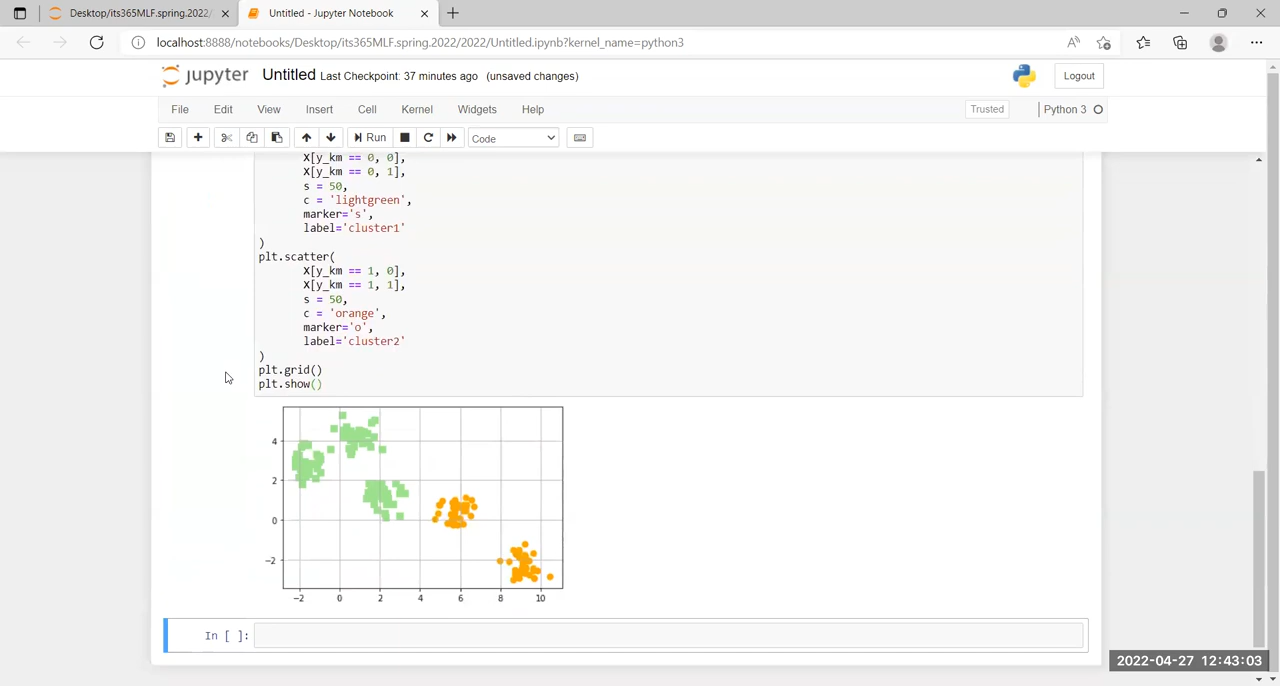 Desktop/its365MLF.spring.2022/
Untitled - Jupyter Notebook
localhost:8888/notebooks/Desktop/its365MLF.spring.2022/2022/Untitled.ipynb?kernel_name=python3
jupyter Untitled Last Checkpoint: 37 minutes ago (unsaved changes)
Logout
File Edit View Insert Cell Kernel Widgets Help
Trusted
Python 3
Run
Code
X[y_km == 0, 0],
X[y_km == 0, 1],
s = 50,
c = 'lightgreen',
marker='s',
label='cluster1'
)
plt.scatter(
X[y_km == 1, 0],
X[y_km == 1, 1],
s = 50,
c = 'orange',
marker='o',
label='cluster2'
)
plt.grid()
plt.show()
4
2
0
−2
−2 0 2 4 6 8 10
In [ ]:
2022-04-27 12:43:03